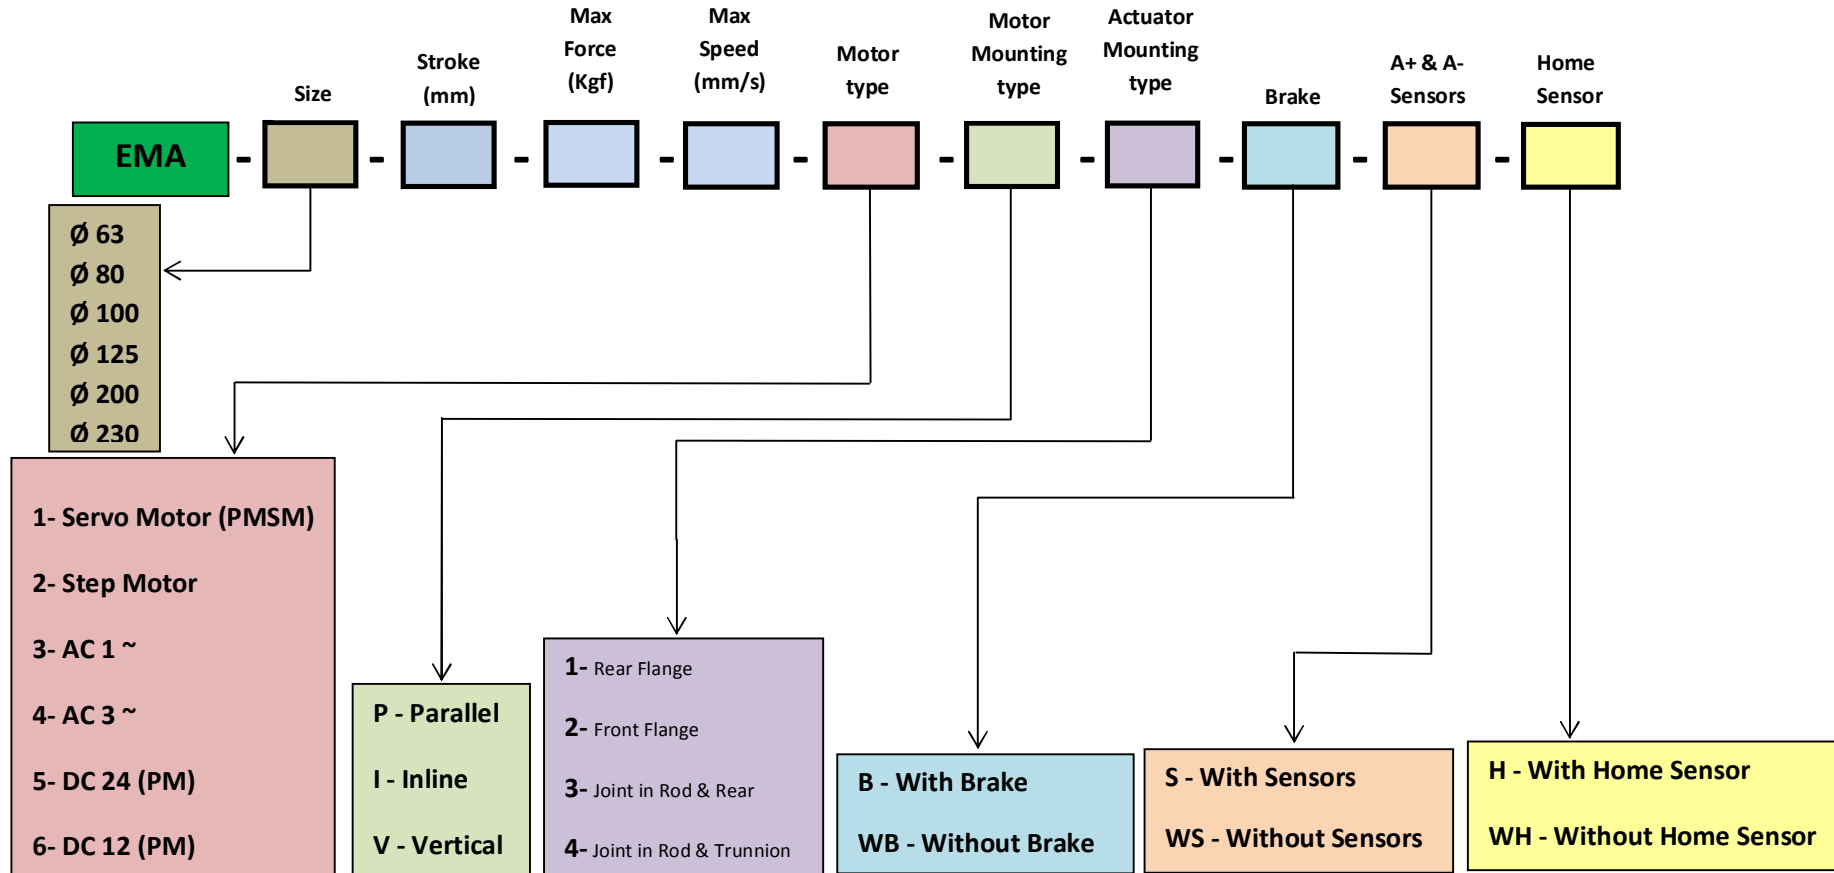 Size
Stroke
(mm)
Max
Force
(Kgf)
Max
Speed
(mm/s)
Motor
type
Motor
Mounting
type
Actuator
Mounting
type
Brake
A+ & A-
Sensors
Home
Sensor
EMA - - - - - - - - - -
Ø 63
Ø 80
Ø 100
Ø 125
Ø 200
Ø 230
1- Servo Motor (PMSM)
2- Step Motor
3- AC 1 ~
4- AC 3 ~
5- DC 24 (PM)
6- DC 12 (PM)
P - Parallel
I - Inline
V - Vertical
1- Rear Flange
2- Front Flange
3- Joint in Rod & Rear
4- Joint in Rod & Trunnion
B - With Brake
WB - Without Brake
S - With Sensors
WS - Without Sensors
H - With Home Sensor
WH - Without Home Sensor